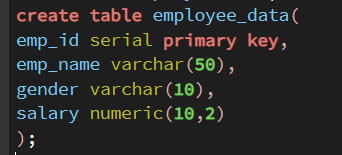 create table employee_data(
emp_id serial primary key,
emp_name varchar(50),
gender varchar(10),
salary numeric(10,2)
);